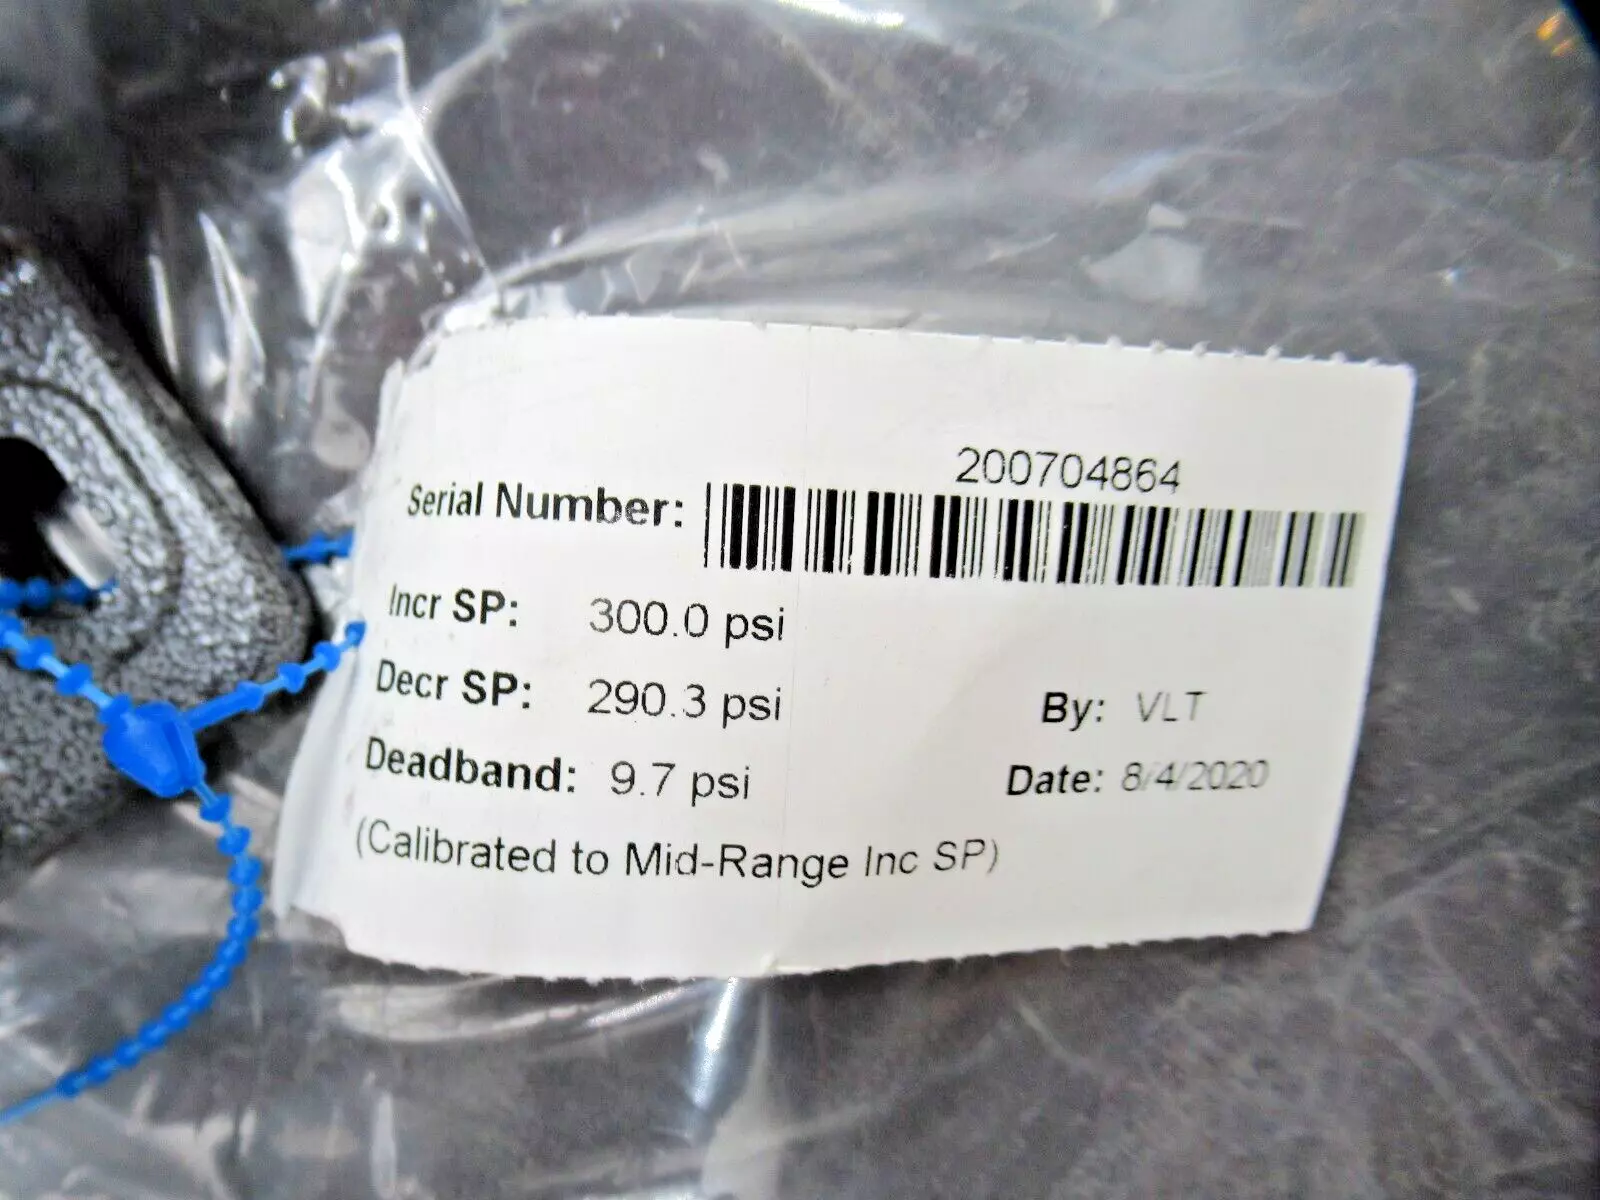 200704864
Serial Number:
Incr SP: 300.0 psi
Decr SP: 290.3 psi
By: VLT
Deadband: 9.7 psi
Date: 8/4/2020
(Calibrated to Mid-Range Inc SP)